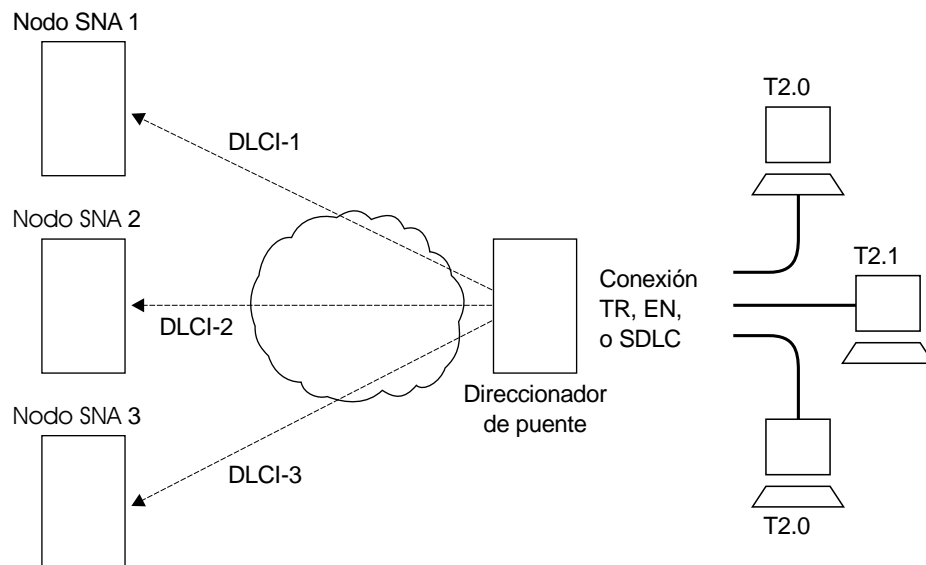 Nodo SNA 1
DLCI-1
T2.0
Nodo SNA 2
DLCI-2
Conexión
TR, EN,
o SDLC
T2.1
Direccionador
de puente
Nodo SNA 3
DLCI-3
T2.0